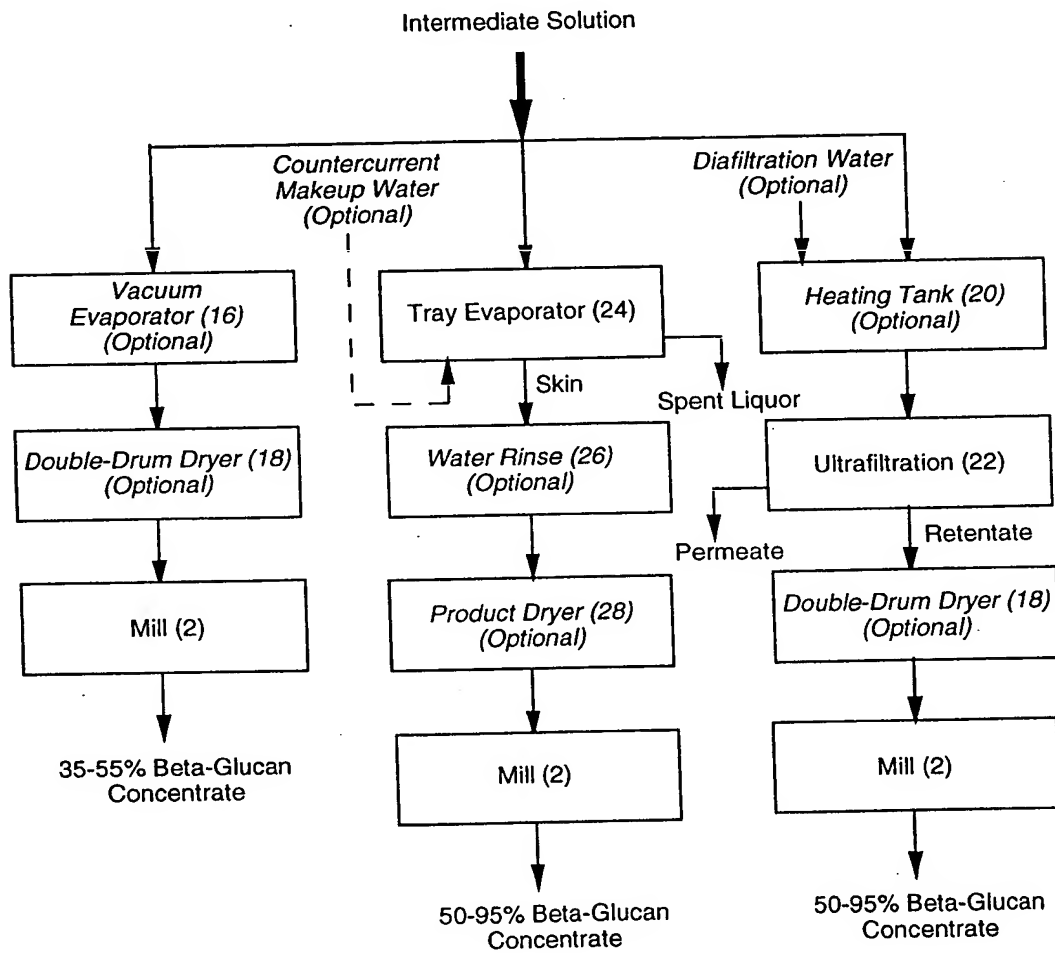 Intermediate Solution
Countercurrent
Makeup Water
(Optional)
Diafiltration Water
(Optional)
Vacuum
Evaporator (16)
(Optional)
Tray Evaporator (24)
Heating Tank (20)
(Optional)
Skin
Spent Liquor
Double-Drum Dryer (18)
(Optional)
Water Rinse (26)
(Optional)
Ultrafiltration (22)
Permeate
Retentate
Mill (2)
Product Dryer (28)
(Optional)
Double-Drum Dryer (18)
(Optional)
35-55% Beta-Glucan
Concentrate
Mill (2)
Mill (2)
50-95% Beta-Glucan
Concentrate
50-95% Beta-Glucan
Concentrate